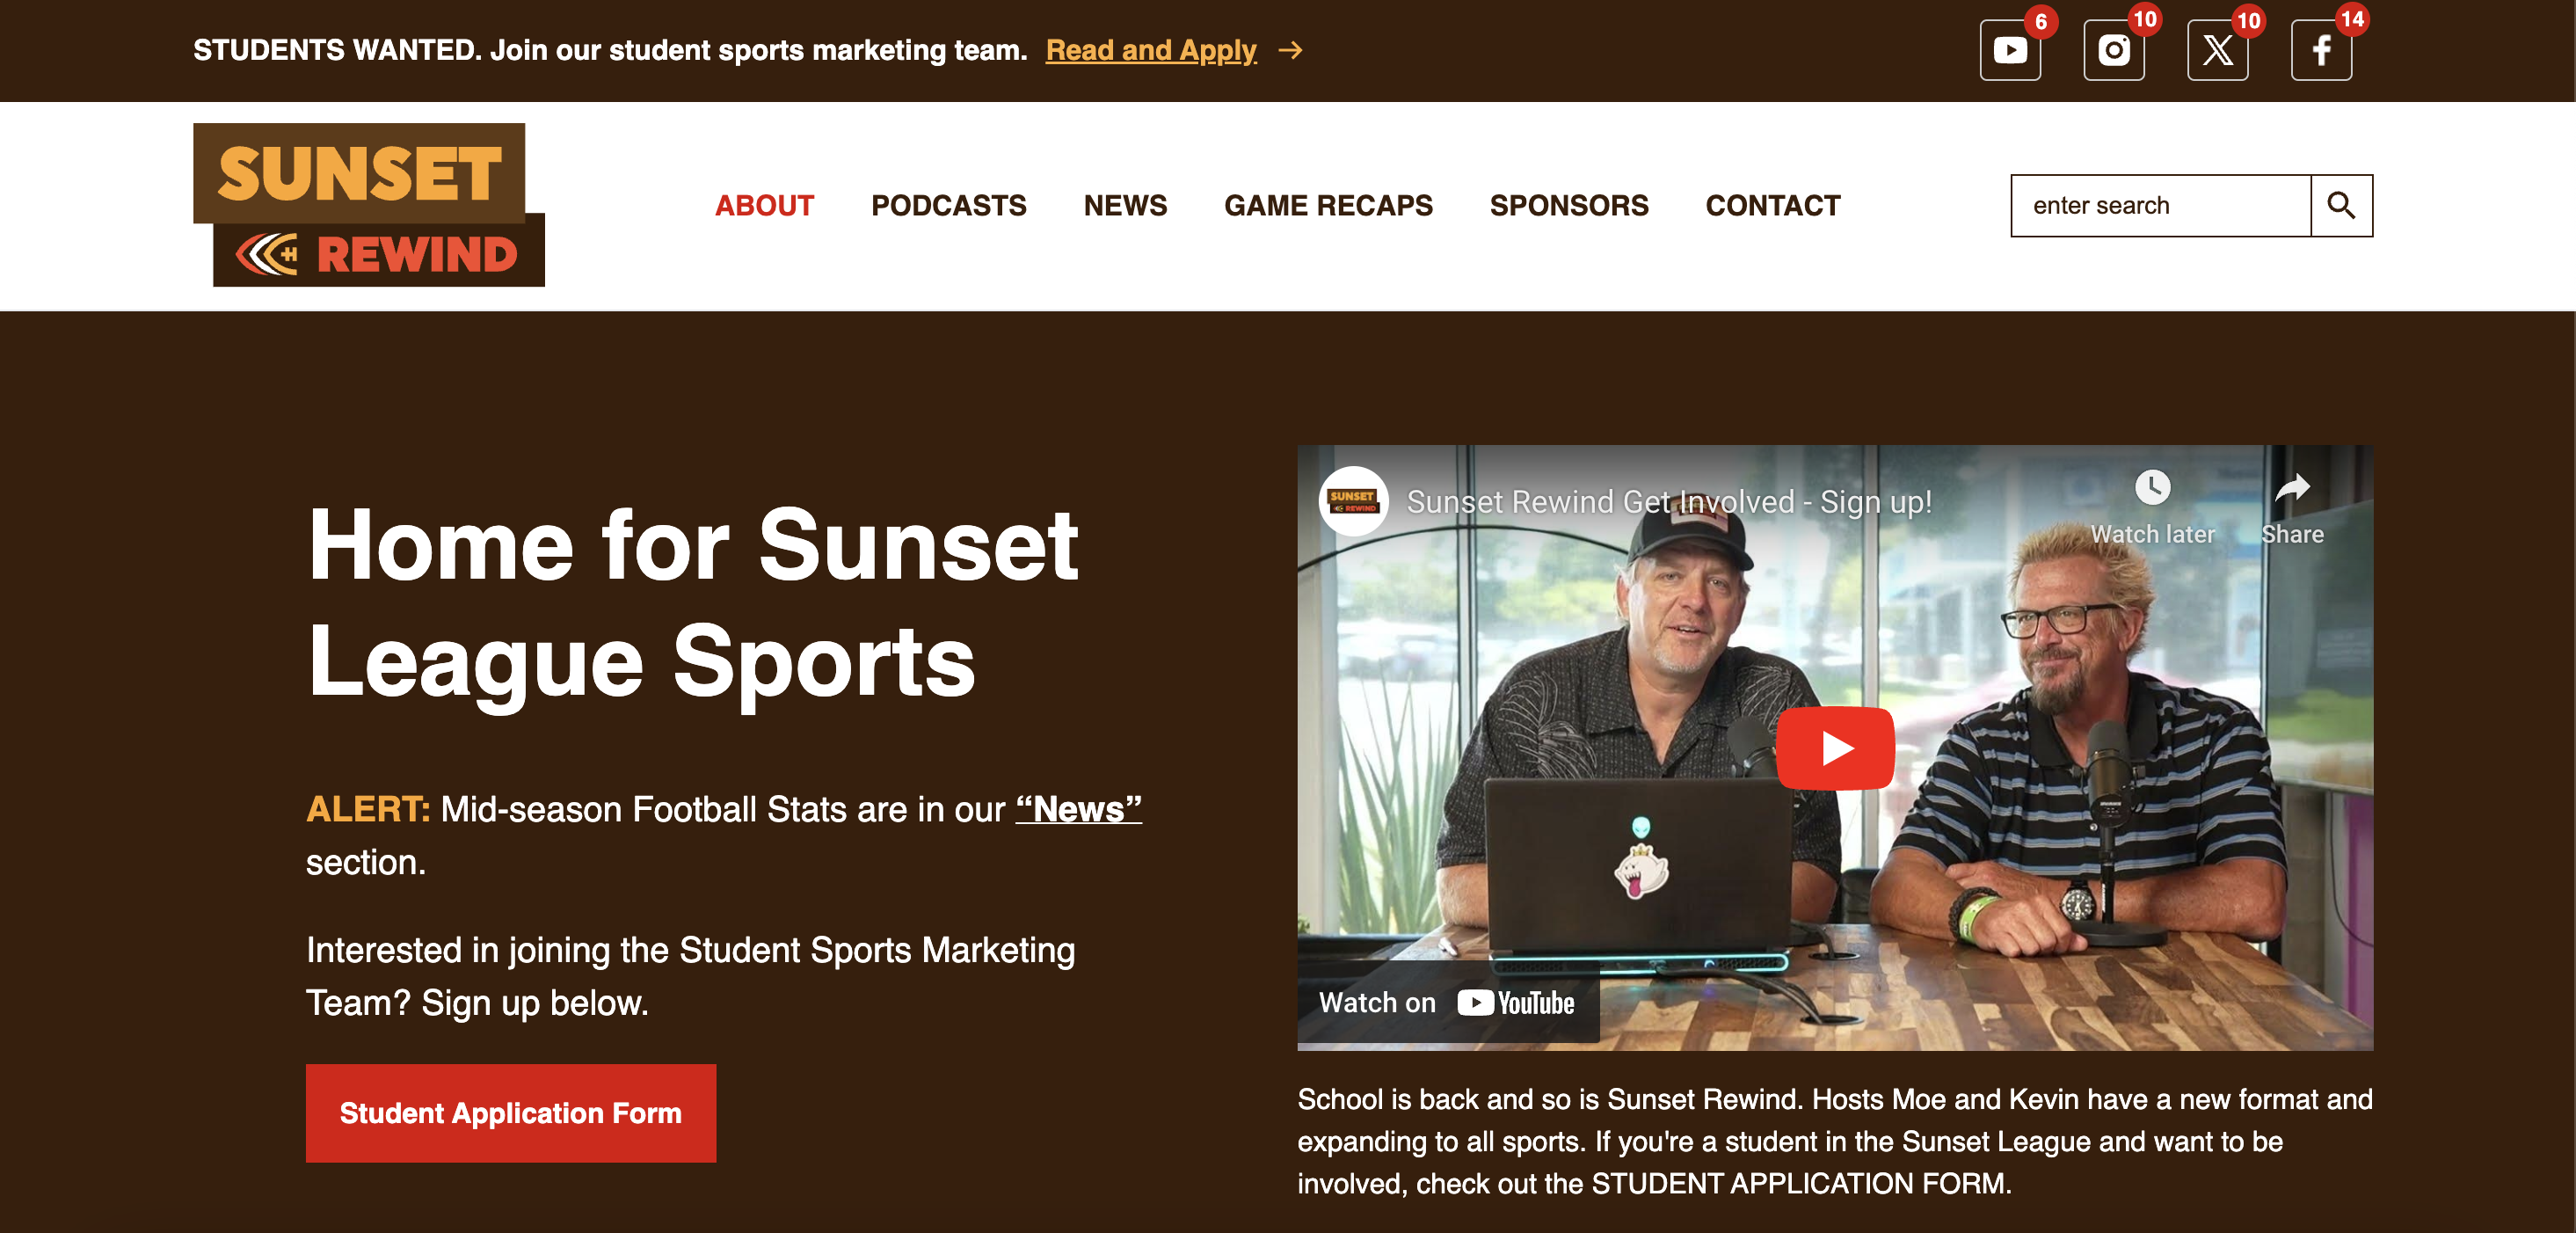 STUDENTS WANTED. Join our student sports marketing team. Read and Apply →
6
10
10
14
SUNSET
REWIND
ABOUT
PODCASTS
NEWS
GAME RECAPS
SPONSORS
CONTACT
enter search
Home for Sunset
League Sports
ALERT: Mid-season Football Stats are in our “News”
section.
Interested in joining the Student Sports Marketing
Team? Sign up below.
Student Application Form
SUNSET
REWIND
Sunset Rewind Get Involved - Sign up!
Watch later
Share
Watch on YouTube
School is back and so is Sunset Rewind. Hosts Moe and Kevin have a new format and
expanding to all sports. If you're a student in the Sunset League and want to be
involved, check out the STUDENT APPLICATION FORM.